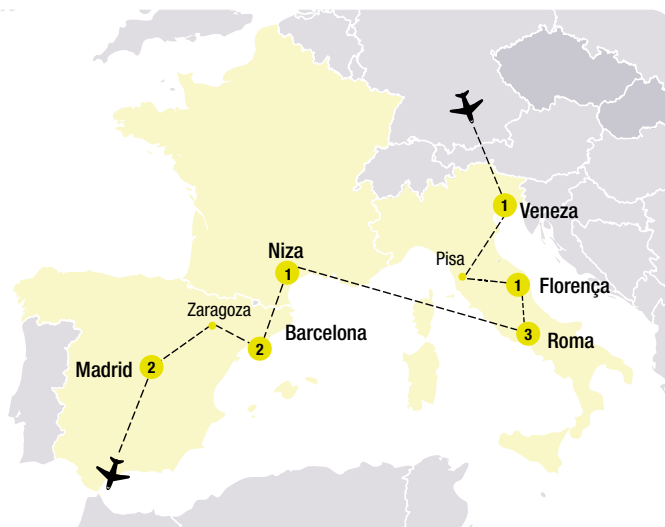 1
Veneza
Pisa
Niza
1
1
Florença
Zaragoza
Barcelona
2
3
Roma
Madrid
2